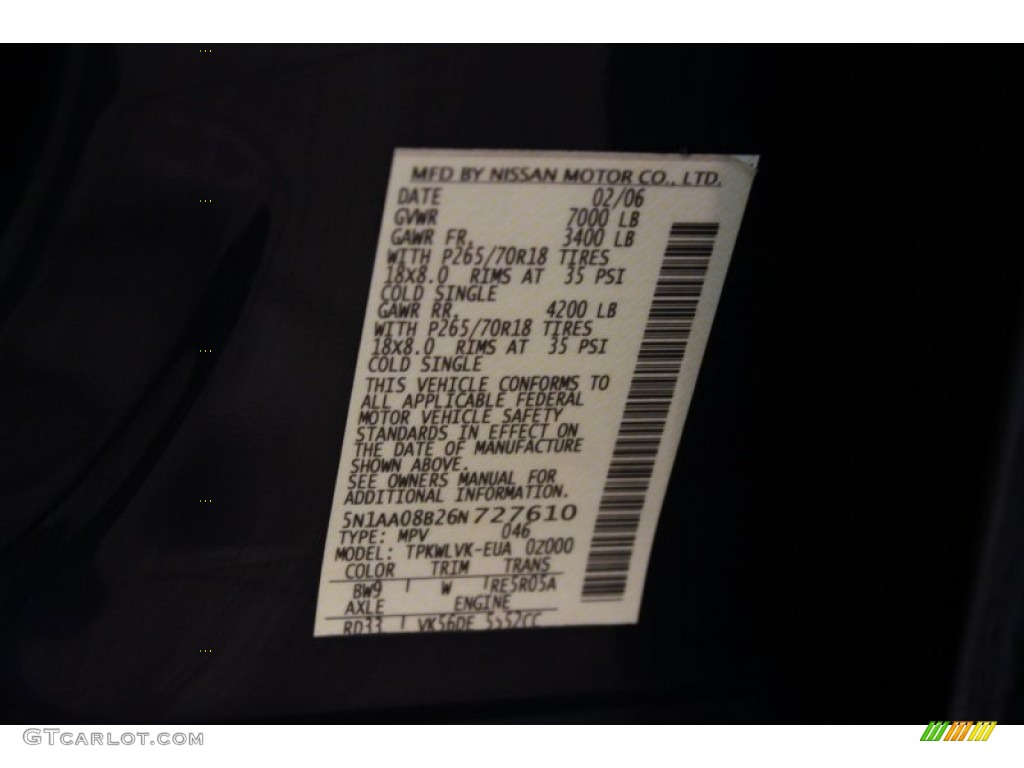 MFD BY NISSAN MOTOR CO., LTD.
DATE 02/06
GVWR 7000 LB
GAWR FR. 3400 LB
WITH P265/70R18 TIRES
18X8.0 RIMS AT 35 PSI
COLD SINGLE
GAWR RR. 4200 LB
WITH P265/70R18 TIRES
18X8.0 RIMS AT 35 PSI
COLD SINGLE
THIS VEHICLE CONFORMS TO
ALL APPLICABLE FEDERAL
MOTOR VEHICLE SAFETY
STANDARDS IN EFFECT ON
THE DATE OF MANUFACTURE
SHOWN ABOVE.
SEE OWNERS MANUAL FOR
ADDITIONAL INFORMATION.
5N1AA08B26N727610
TYPE: MPV 046
MODEL: TPKWLVK-EUA 0Z000
COLOR TRIM TRANS
BW9 W RE5R05A
AXLE ENGINE
RD33 VK56DE 5552CC
GTCARLOT.COM